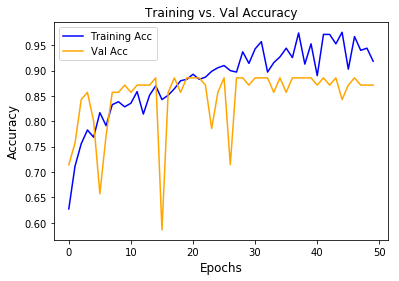 Training vs. Val Accuracy
Training Acc
Val Acc
Accuracy
0.95
0.90
0.85
0.80
0.75
0.70
0.65
0.60
0 10 20 30 40 50
Epochs